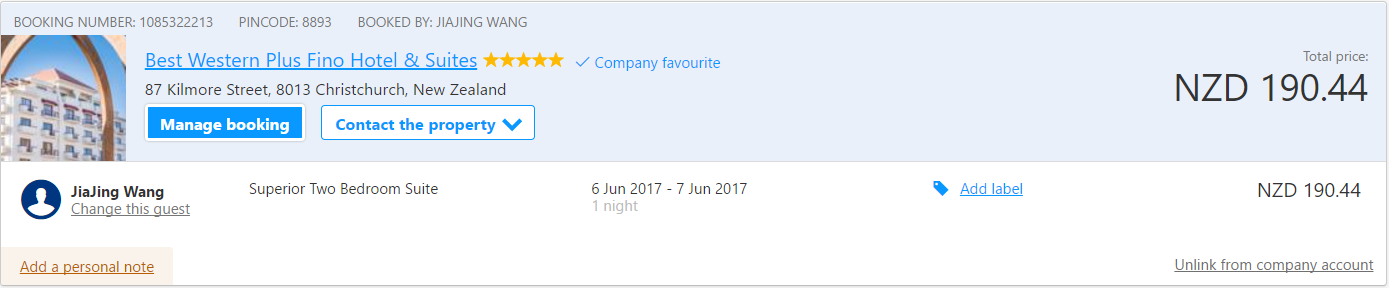 BOOKING NUMBER: 1085322213 PINCODE: 8893 BOOKED BY: JIAJING WANG
Best Western Plus Fino Hotel & Suites Company favourite
Total price:
87 Kilmore Street, 8013 Christchurch, New Zealand
NZD 190.44
Manage booking Contact the property
JiaJing Wang Superior Two Bedroom Suite 6 Jun 2017 - 7 Jun 2017 Add label NZD 190.44
Change this guest 1 night
Add a personal note Unlink from company account